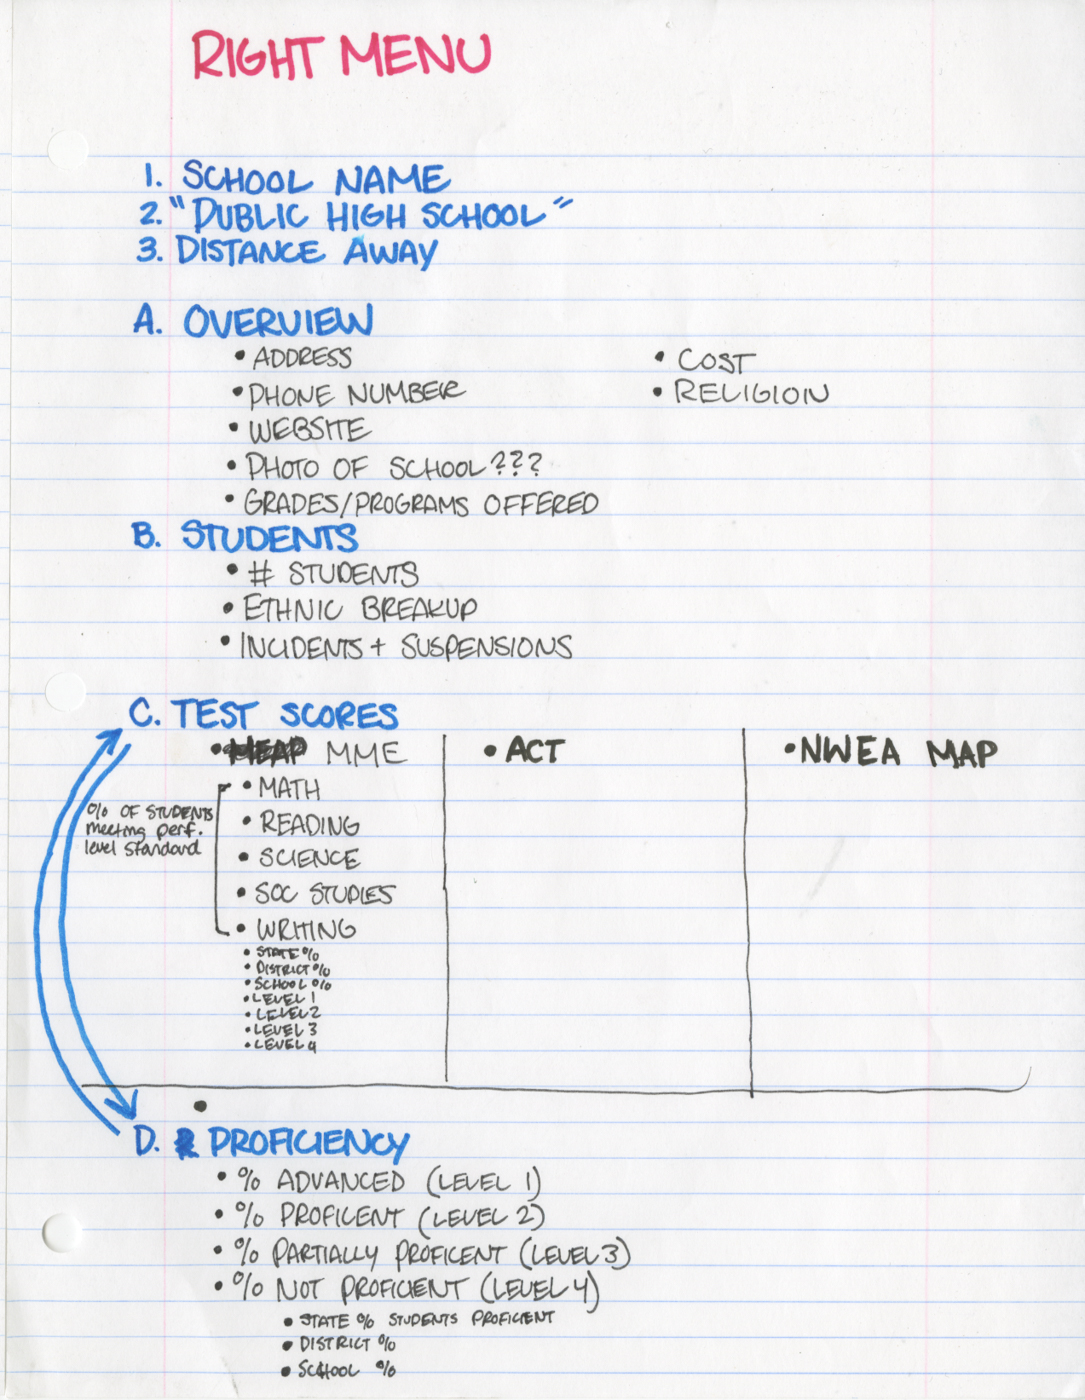 RIGHT MENU
1. SCHOOL NAME
2. "PUBLIC HIGH SCHOOL"
3. DISTANCE AWAY
A. OVERVIEW
• ADDRESS
• PHONE NUMBER
• WEBSITE
• PHOTO OF SCHOOL???
• GRADES/PROGRAMS OFFERED
• COST
• RELIGION
B. STUDENTS
• # STUDENTS
• ETHNIC BREAKUP
• INCIDENTS + SUSPENSIONS
C. TEST SCORES
• MEAP MME
% OF STUDENTS
meeting perf.
level standard
• MATH
• READING
• SCIENCE
• SOC STUDIES
• WRITING
• STATE %
• DISTRICT %
• SCHOOL %
• LEVEL 1
• LEVEL 2
• LEVEL 3
• LEVEL 4
• ACT
• NWEA MAP
•
D. PROFICIENCY
• % ADVANCED (LEVEL 1)
• % PROFICENT (LEVEL 2)
• % PARTIALLY PROFICENT (LEVEL 3)
• % NOT PROFICIENT (LEVEL 4)
• STATE % STUDENTS PROFICIENT
• DISTRICT %
• SCHOOL %